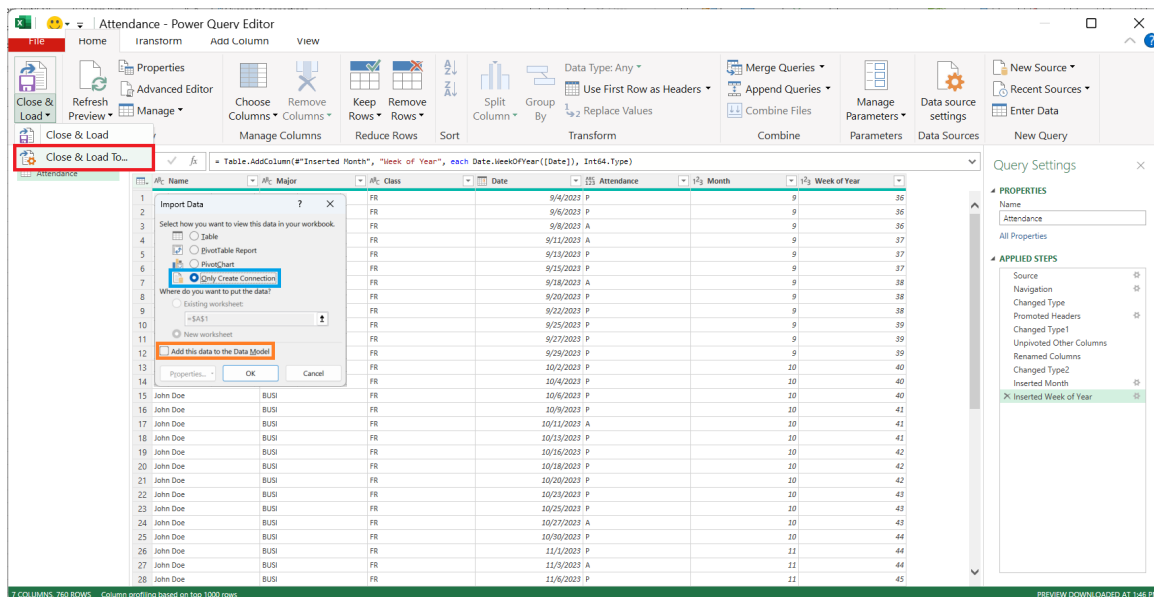 Attendance - Power Query Editor
File Home Transform Add Column View
Close & Load
Refresh Preview
Properties
Advanced Editor
Manage
Choose Columns
Remove Columns
Manage Columns
Keep Rows
Remove Rows
Reduce Rows
Sort
Split Column
Group By
Data Type: Any
Use First Row as Headers
Replace Values
Transform
Merge Queries
Append Queries
Combine Files
Combine
Manage Parameters
Parameters
Data source settings
Data Sources
New Source
Recent Sources
Enter Data
New Query
Close & Load
Close & Load To...
Attendance
fx = Table.AddColumn(#"Inserted Month", "Week of Year", each Date.WeekOfYear([Date]), Int64.Type)
Name Major Class Date Attendance Month Week of Year
1 FR 9/4/2023 P 9 36
2 FR 9/6/2023 P 9 36
3 FR 9/8/2023 A 9 36
4 FR 9/11/2023 A 9 37
5 FR 9/13/2023 P 9 37
6 FR 9/15/2023 P 9 37
7 FR 9/18/2023 A 9 38
8 FR 9/20/2023 P 9 38
9 FR 9/22/2023 P 9 38
10 FR 9/25/2023 P 9 39
11 FR 9/27/2023 P 9 39
12 FR 9/29/2023 P 9 39
13 FR 10/2/2023 P 10 40
14 FR 10/4/2023 P 10 40
15 John Doe BUSI FR 10/6/2023 P 10 40
16 John Doe BUSI FR 10/9/2023 P 10 41
17 John Doe BUSI FR 10/11/2023 A 10 41
18 John Doe BUSI FR 10/13/2023 P 10 41
19 John Doe BUSI FR 10/16/2023 P 10 42
20 John Doe BUSI FR 10/18/2023 P 10 42
21 John Doe BUSI FR 10/20/2023 P 10 42
22 John Doe BUSI FR 10/23/2023 P 10 43
23 John Doe BUSI FR 10/25/2023 P 10 43
24 John Doe BUSI FR 10/27/2023 A 10 43
25 John Doe BUSI FR 10/30/2023 P 10 44
26 John Doe BUSI FR 11/1/2023 P 11 44
27 John Doe BUSI FR 11/3/2023 A 11 44
28 John Doe BUSI FR 11/6/2023 P 11 45
Import Data ?
Select how you want to view this data in your workbook.
Table
PivotTable Report
PivotChart
Only Create Connection
Where do you want to put the data?
Existing worksheet:
=$A$1
New worksheet
Add this data to the Data Model
Properties...
OK
Cancel
Query Settings
PROPERTIES
Name
Attendance
All Properties
APPLIED STEPS
Source
Navigation
Changed Type
Promoted Headers
Changed Type1
Unpivoted Other Columns
Renamed Columns
Changed Type2
Inserted Month
Inserted Week of Year
7 COLUMNS, 760 ROWS Column profiling based on top 1000 rows
PREVIEW DOWNLOADED AT 1:46 P